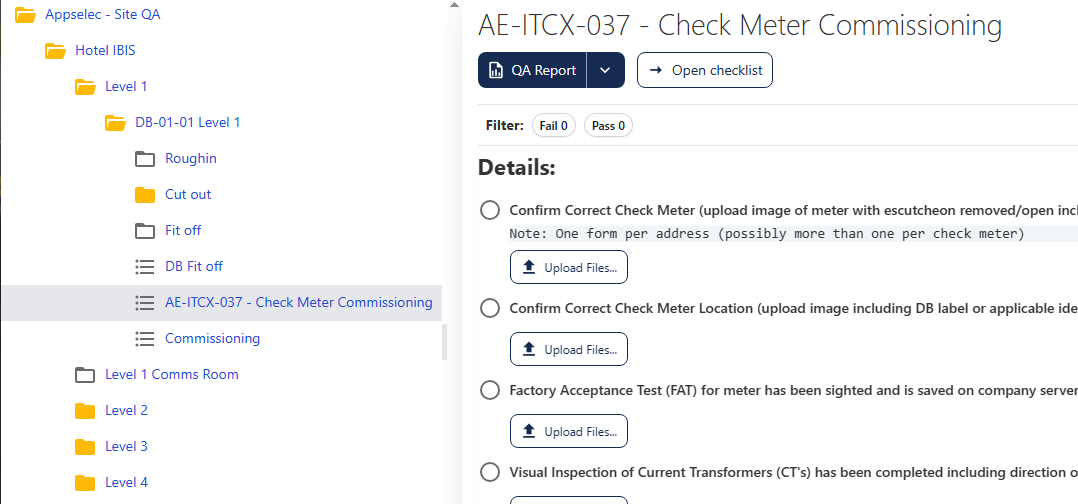 Appselec - Site QA
Hotel IBIS
Level 1
DB-01-01 Level 1
Roughin
Cut out
Fit off
DB Fit off
AE-ITCX-037 - Check Meter Commissioning
Commissioning
Level 1 Comms Room
Level 2
Level 3
Level 4
AE-ITCX-037 - Check Meter Commissioning
QA Report
Open checklist
Filter: Fail 0 Pass 0
Details:
Confirm Correct Check Meter (upload image of meter with escutcheon removed/open incl
Note: One form per address (possibly more than one per check meter)
Upload Files...
Confirm Correct Check Meter Location (upload image including DB label or applicable ide
Upload Files...
Factory Acceptance Test (FAT) for meter has been sighted and is saved on company server
Upload Files...
Visual Inspection of Current Transformers (CT's) has been completed including direction o